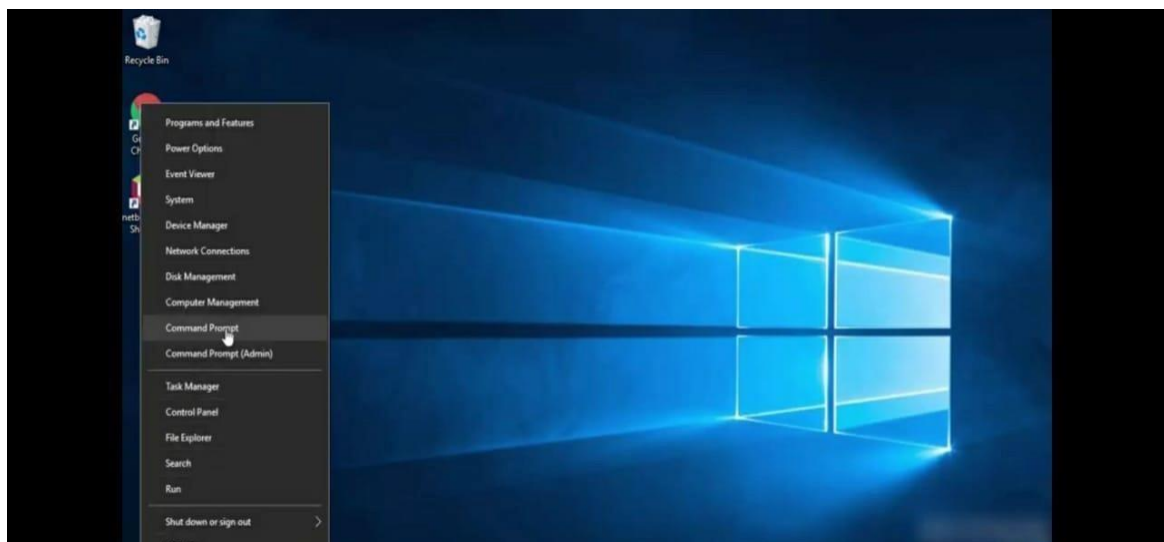 Recycle Bin
Programs and Features
Power Options
Event Viewer
System
Device Manager
Network Connections
Disk Management
Computer Management
Command Prompt
Command Prompt (Admin)
Task Manager
Control Panel
File Explorer
Search
Run
Shut down or sign out